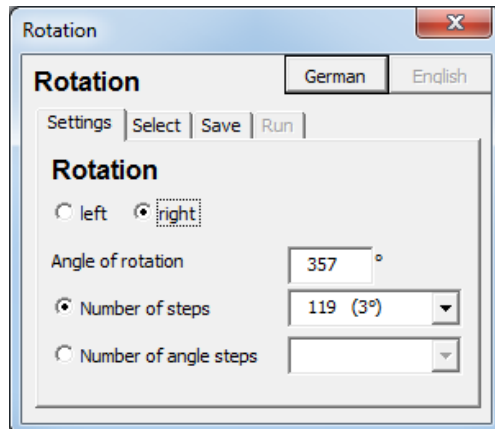 Rotation
Rotation German English
Settings Select Save Run
Rotation
left right
Angle of rotation 357 °
Number of steps 119 (3°)
Number of angle steps